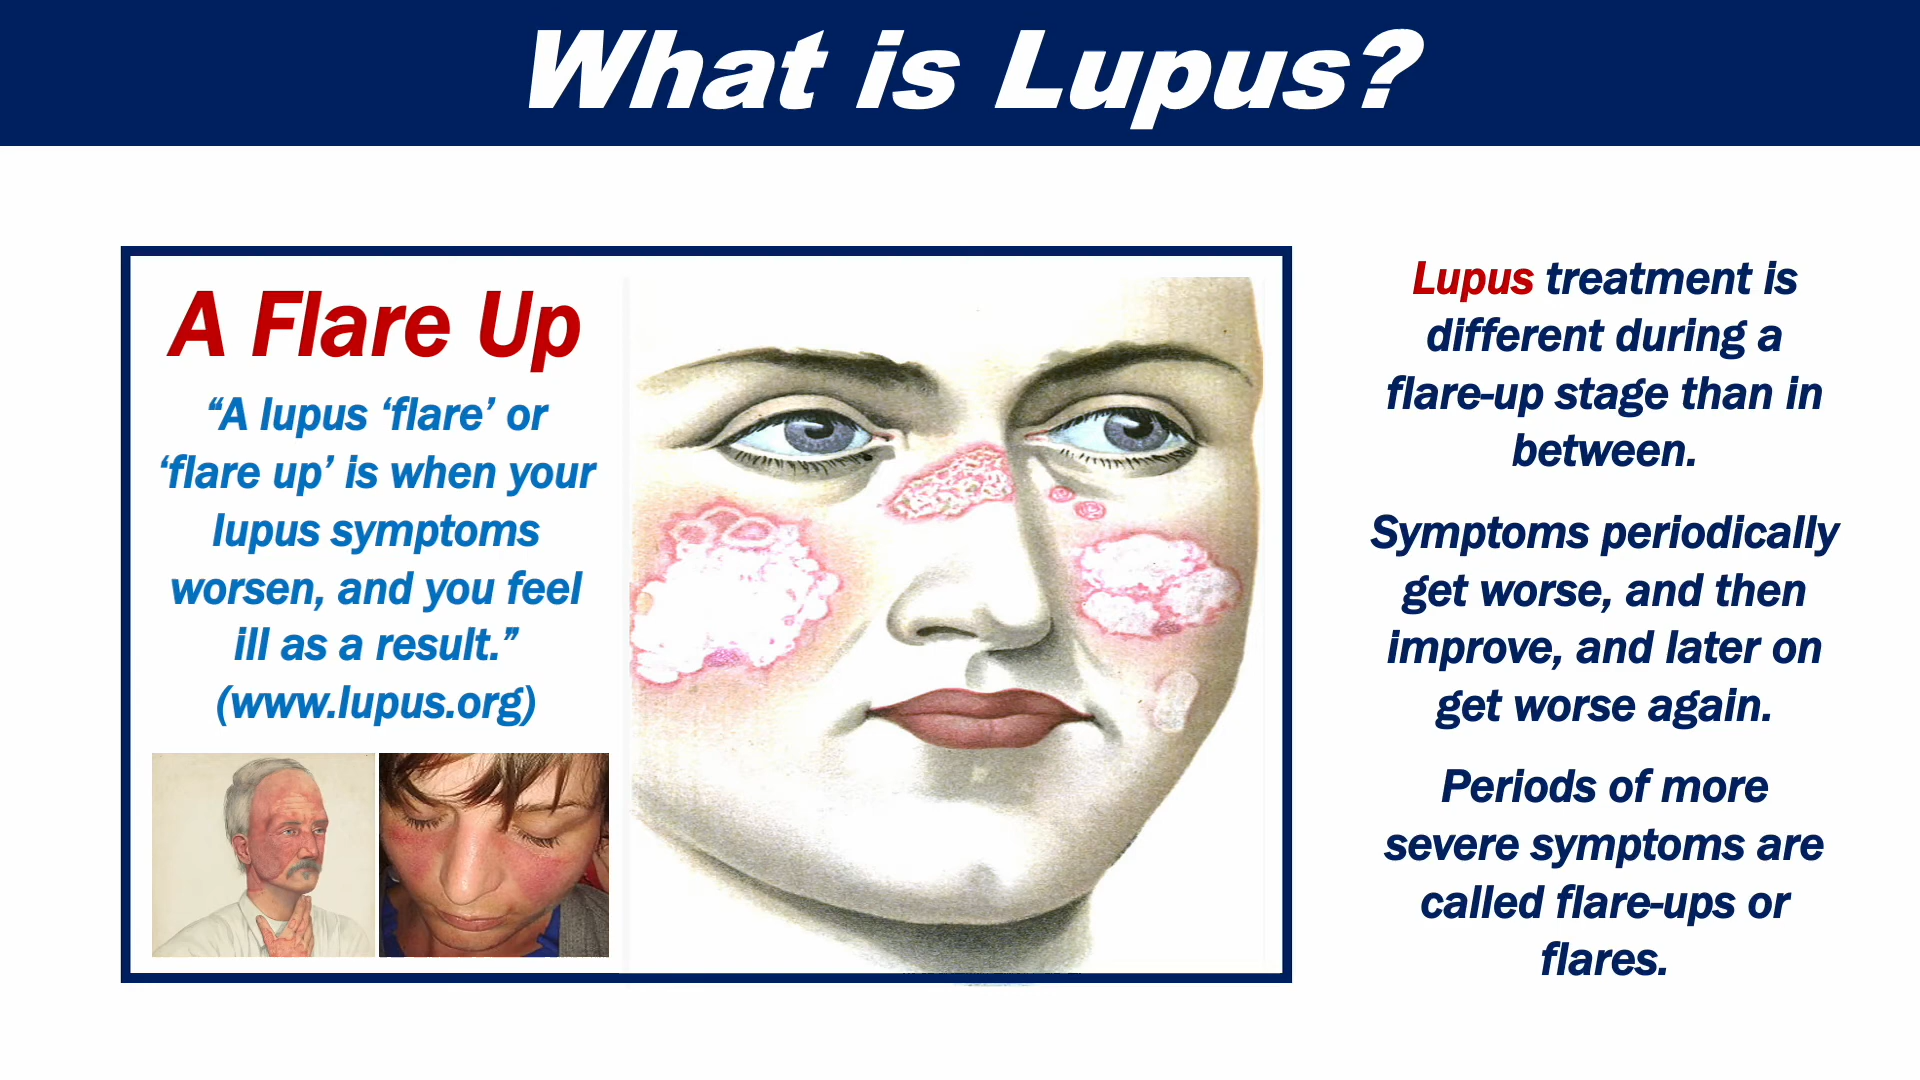 What is Lupus?
A Flare Up
“A lupus ‘flare’ or
‘flare up’ is when your
lupus symptoms
worsen, and you feel
ill as a result.”
(www.lupus.org)
Lupus treatment is
different during a
flare-up stage than in
between.
Symptoms periodically
get worse, and then
improve, and later on
get worse again.
Periods of more
severe symptoms are
called flare-ups or
flares.